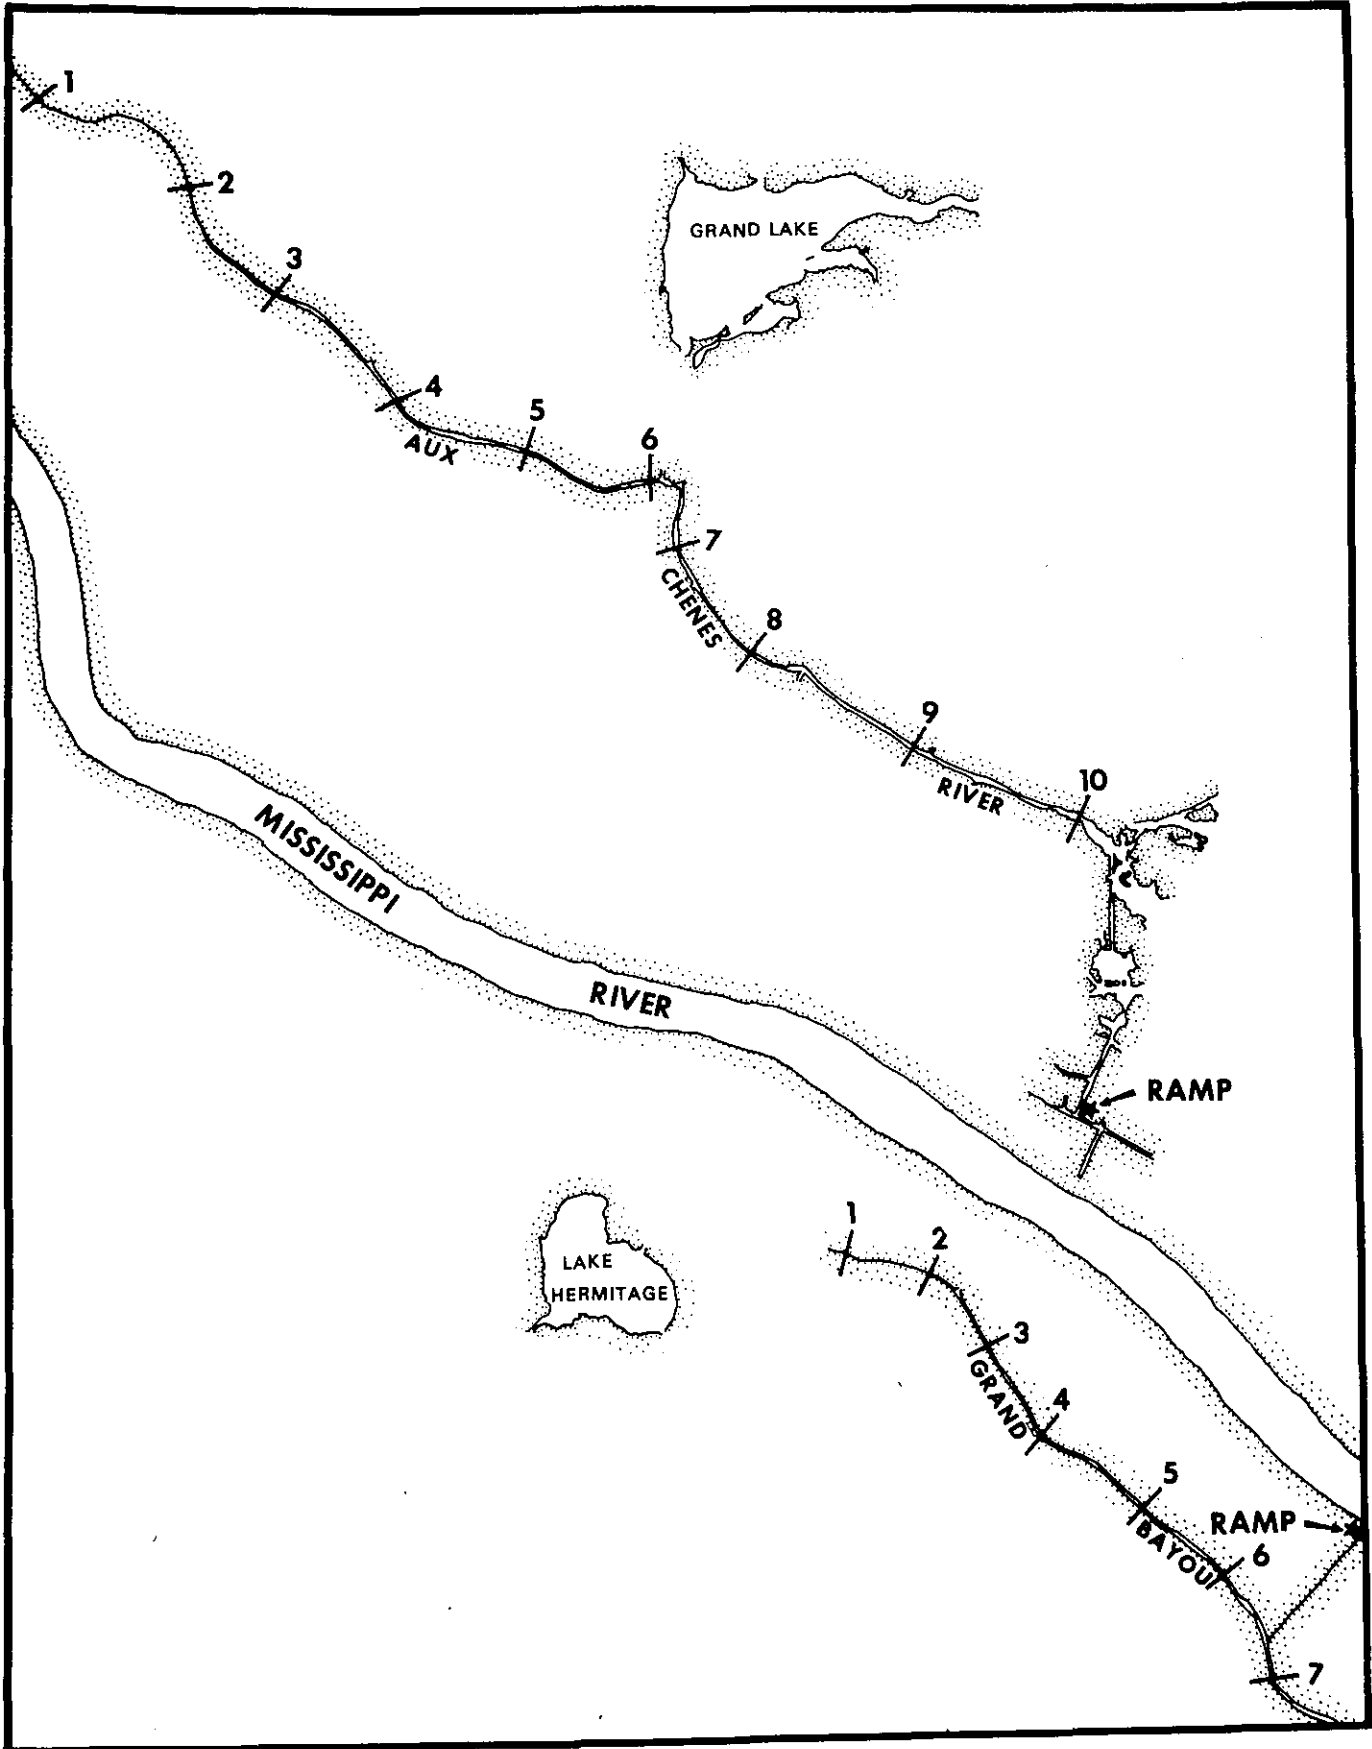 1
2
GRAND LAKE
3
4
AUX
5
6
7
CHENES
8
9
RIVER
10
MISSISSIPPI
RIVER
RAMP
LAKE
HERMITAGE
1
2
3
GRAND
4
5
BAYOU
RAMP
6
7